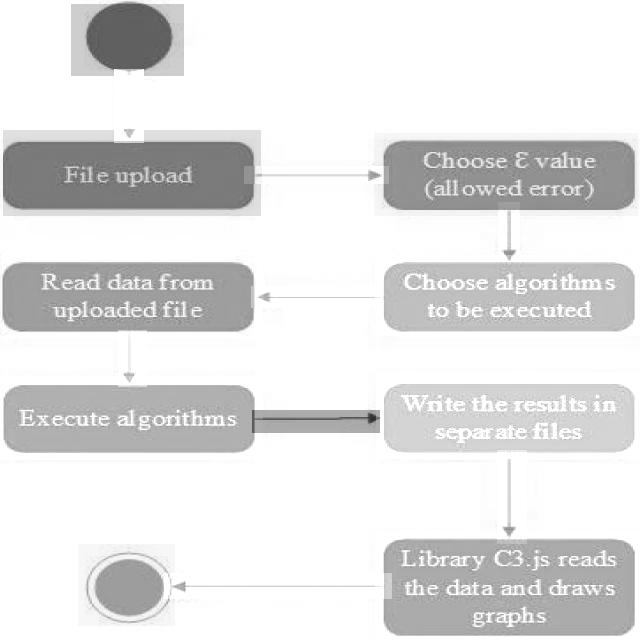 File upload
Choose Ɛ value
(allowed error)
Read data from
uploaded file
Choose algorithms
to be executed
Execute algorithms
Write the results in
separate files
Library C3.js reads
the data and draws
graphs